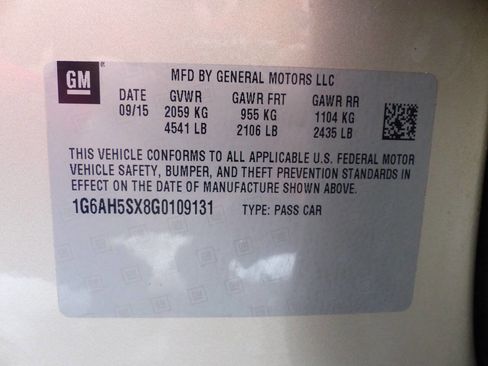 GM
MFD BY GENERAL MOTORS LLC
DATE GVWR GAWR FRT GAWR RR
09/15 2059 KG 955 KG 1104 KG
4541 LB 2106 LB 2435 LB
THIS VEHICLE CONFORMS TO ALL APPLICABLE U.S. FEDERAL MOTOR
VEHICLE SAFETY, BUMPER, AND THEFT PREVENTION STANDARDS IN
EFFECT ON THE DATE OF MANUFACTURE SHOWN ABOVE.
1G6AH5SX8G0109131 TYPE: PASS CAR